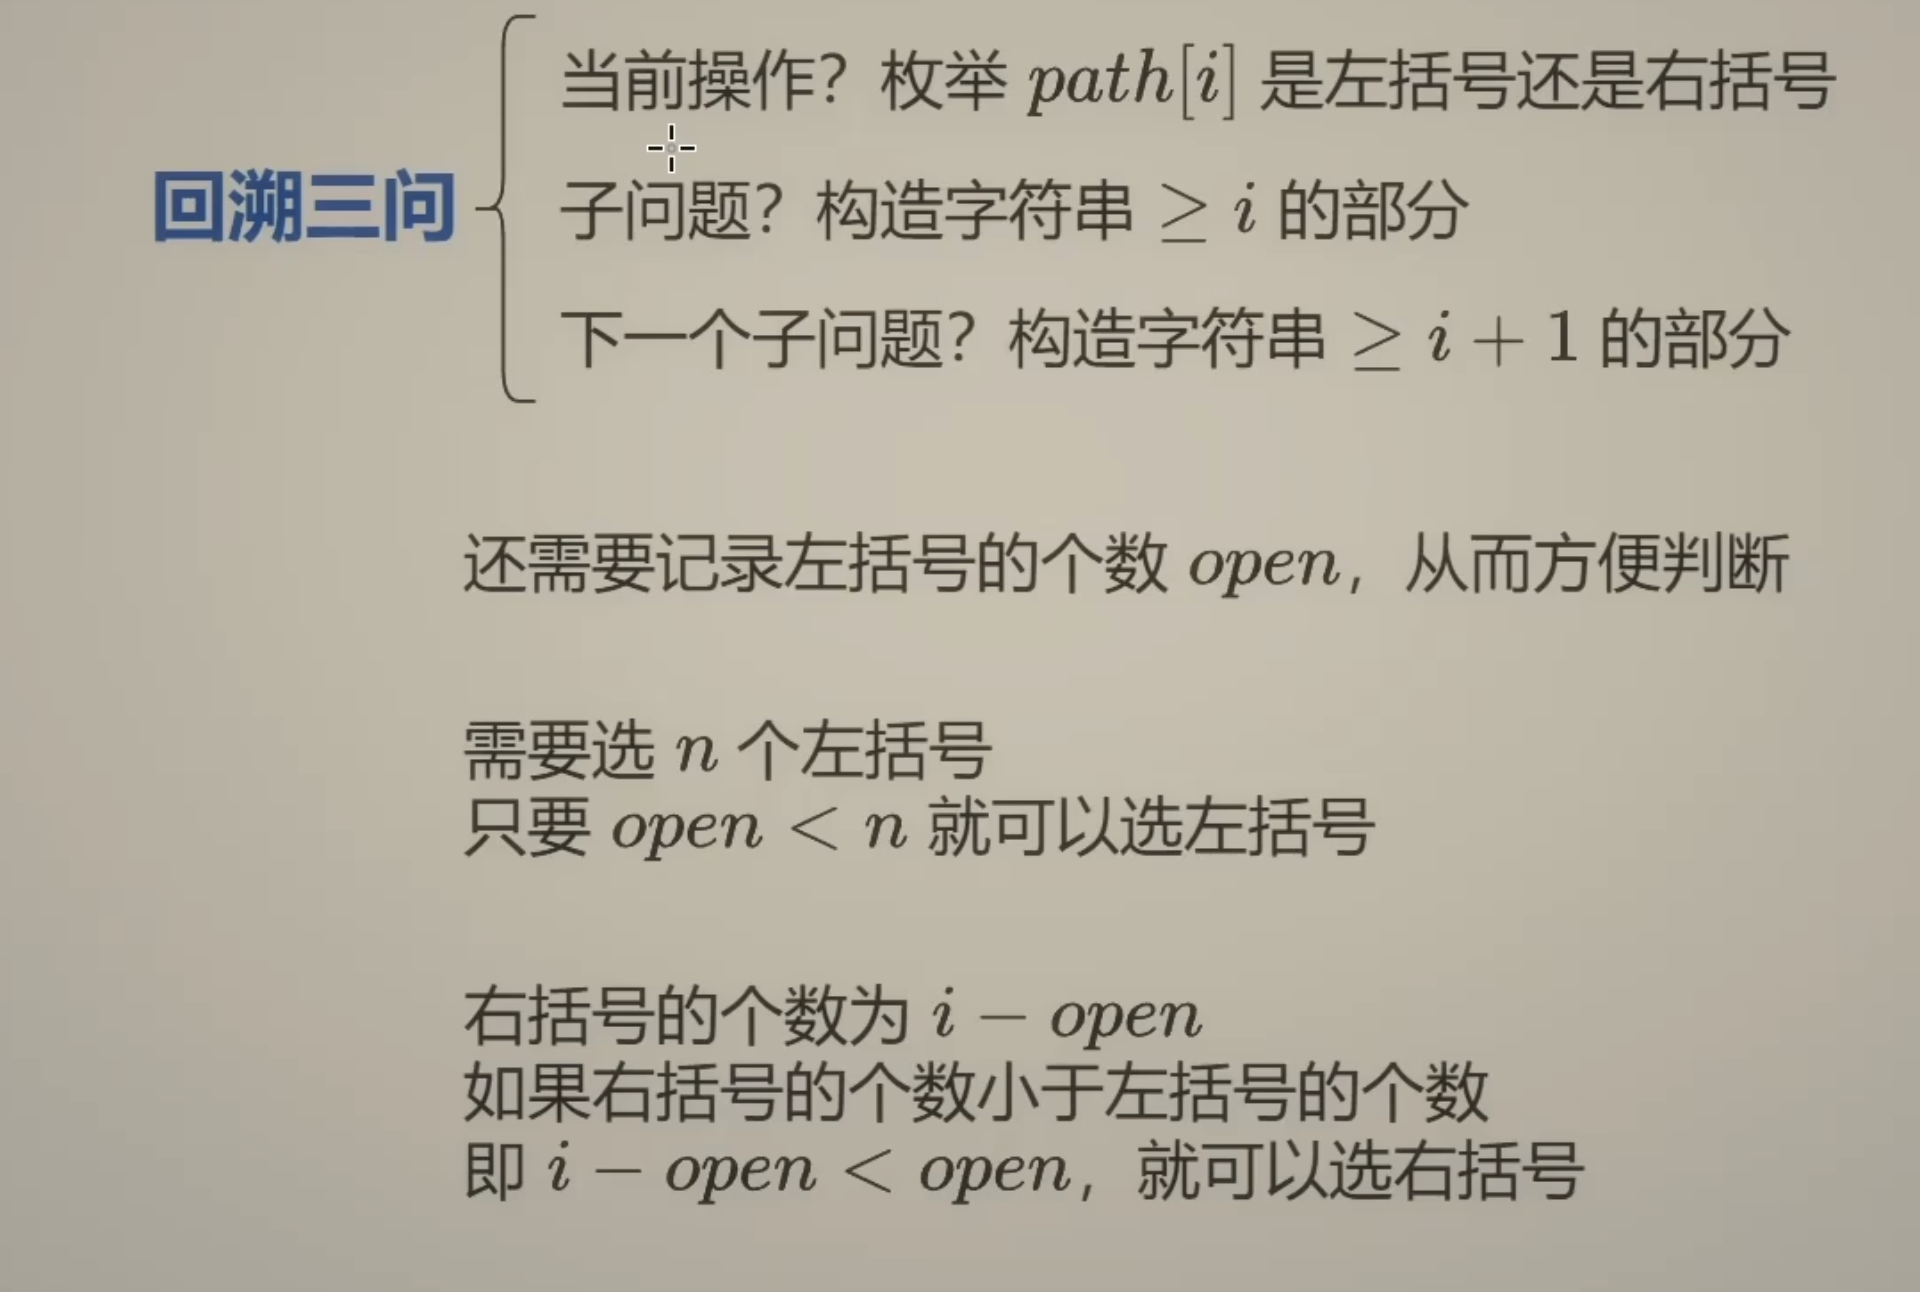 回溯三问
当前操作？枚举 path[i] 是左括号还是右括号
子问题？构造字符串 ≥ i 的部分
下一个子问题？构造字符串 ≥ i + 1 的部分
还需要记录左括号的个数 open，从而方便判断
需要选 n 个左括号
只要 open < n 就可以选左括号
右括号的个数为 i − open
如果右括号的个数小于左括号的个数
即 i − open < open，就可以选右括号